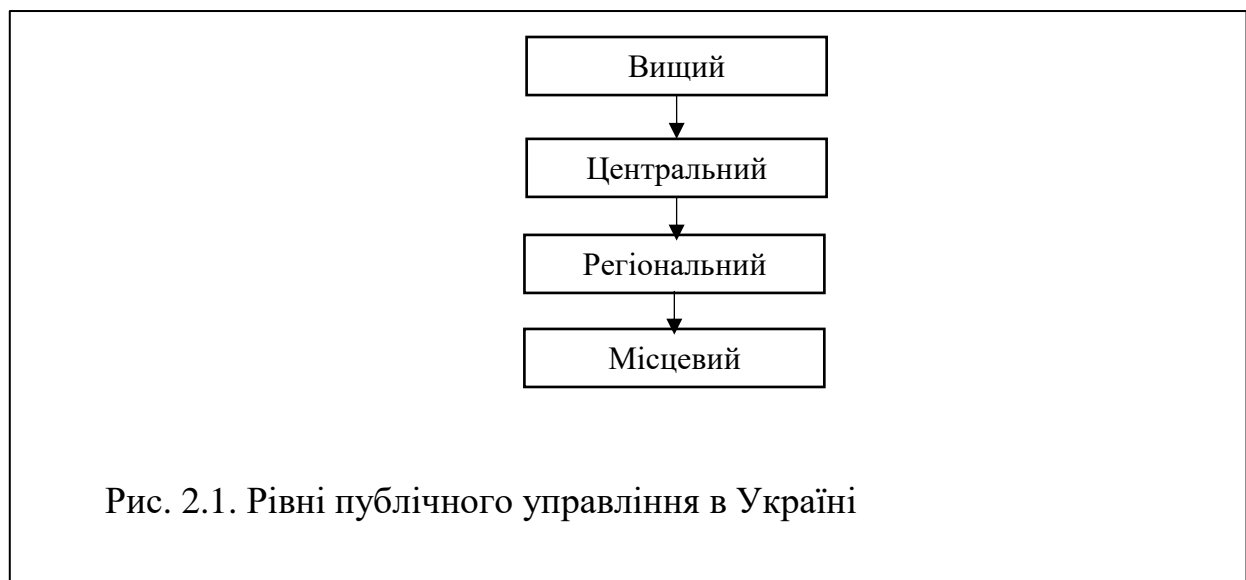 Вищий
Центральний
Регіональний
Місцевий
Рис. 2.1. Рівні публічного управління в Україні